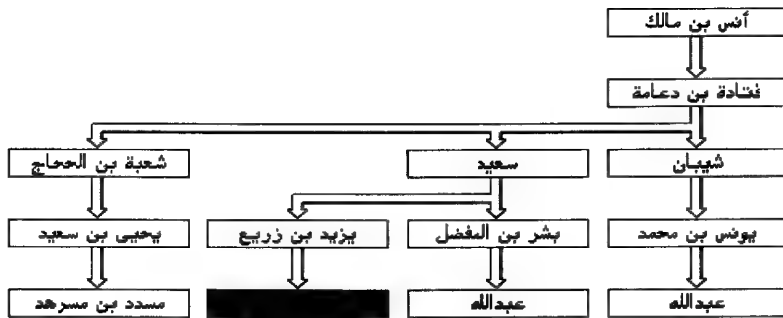 أنس بن مالك
قتادة بن دعامة
شيبان
سعيد
شعبة بن الحجاج
يونس بن محمد
بشر بن المفضل
يزيد بن زريع
يحيى بن سعيد
عبدالله
عبدالله
مسدد بن مسرهد